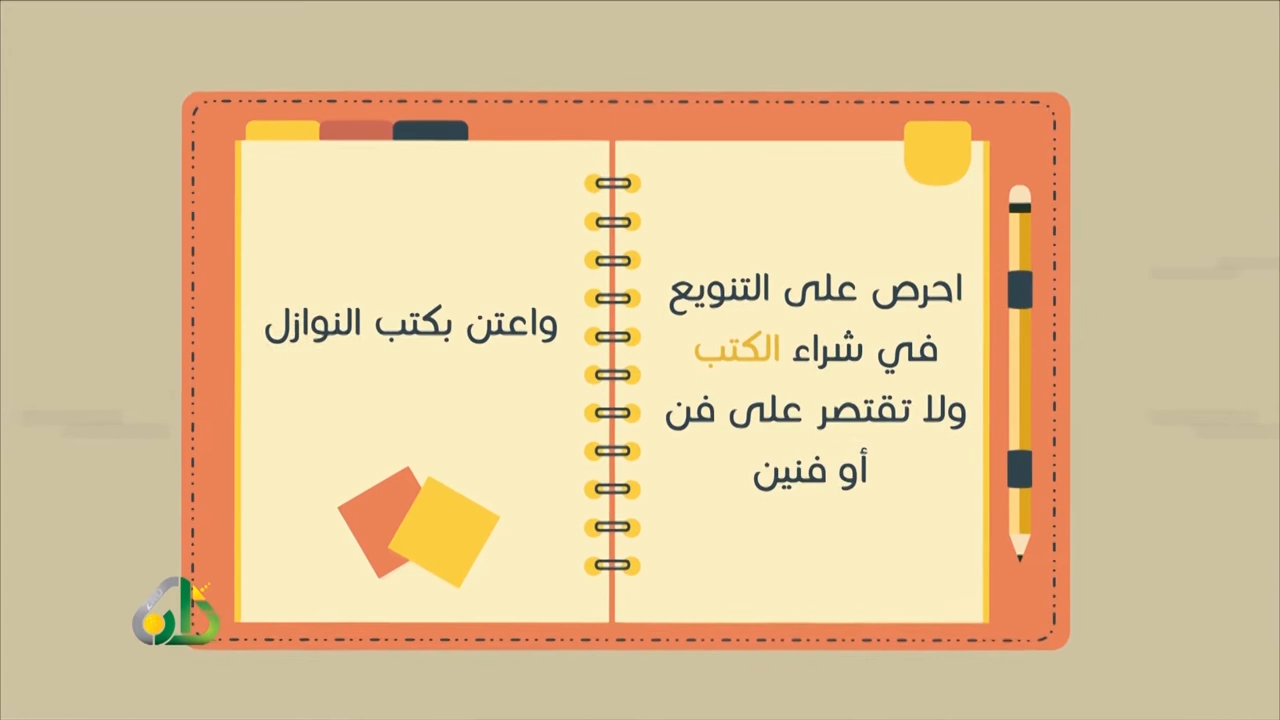 احرص على التنويع
في شراء الكتب
ولا تقتصر على فن
أو فنين
واعتن بكتب النوازل